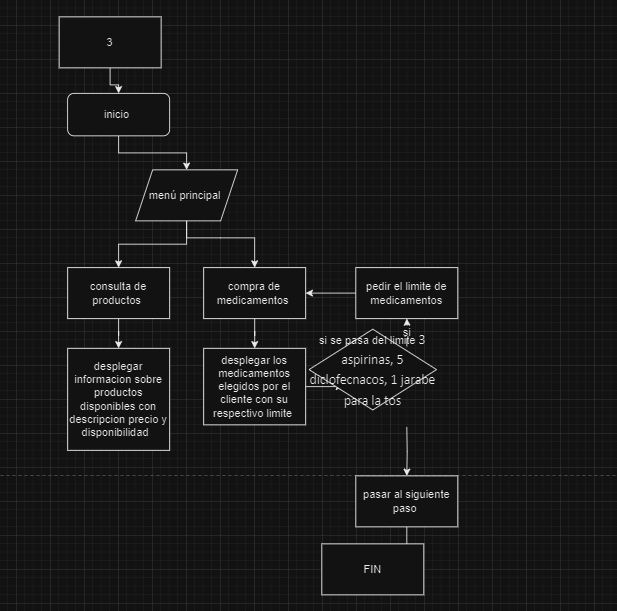 3
inicio
menú principal
consulta de
productos
compra de
medicamentos
pedir el limite de
medicamentos
si
si se pasa del limite 3
aspirinas, 5
diclofecnacos, 1 jarabe
para la tos
desplegar
informacion sobre
productos
disponibles con
descripcion precio y
disponibilidad
desplegar los
medicamentos
elegidos por el
cliente con su
respectivo limite
pasar al siguiente
paso
FIN